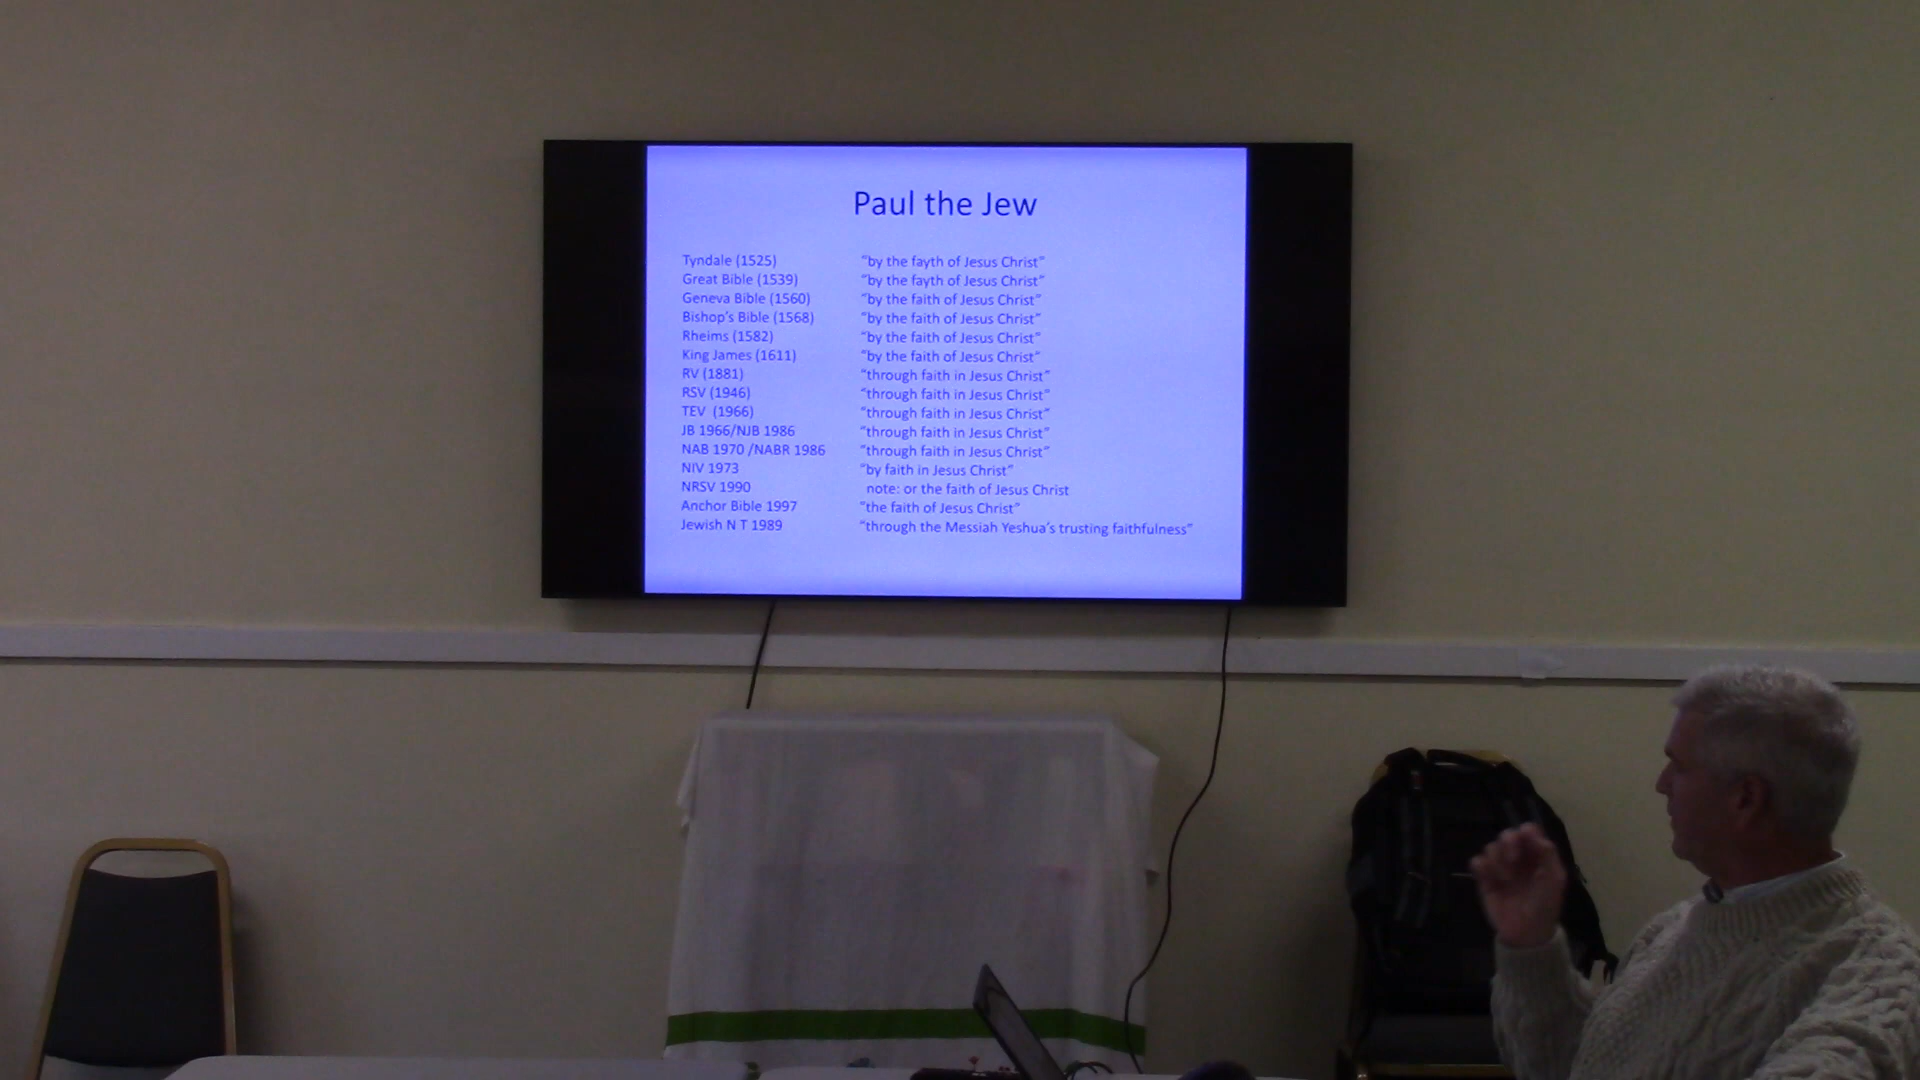 Paul the Jew
Tyndale (1525) “by the fayth of Jesus Christ”
Great Bible (1539) “by the fayth of Jesus Christ”
Geneva Bible (1560) “by the faith of Jesus Christ”
Bishop’s Bible (1568) “by the faith of Jesus Christ”
Rheims (1582) “by the faith of Jesus Christ”
King James (1611) “by the faith of Jesus Christ”
RV (1881) “through faith in Jesus Christ”
RSV (1946) “through faith in Jesus Christ”
TEV (1966) “through faith in Jesus Christ”
JB 1966/NJB 1986 “through faith in Jesus Christ”
NAB 1970 /NABR 1986 “through faith in Jesus Christ”
NIV 1973 “by faith in Jesus Christ”
NRSV 1990 note: or the faith of Jesus Christ
Anchor Bible 1997 “the faith of Jesus Christ”
Jewish N T 1989 “through the Messiah Yeshua’s trusting faithfulness”